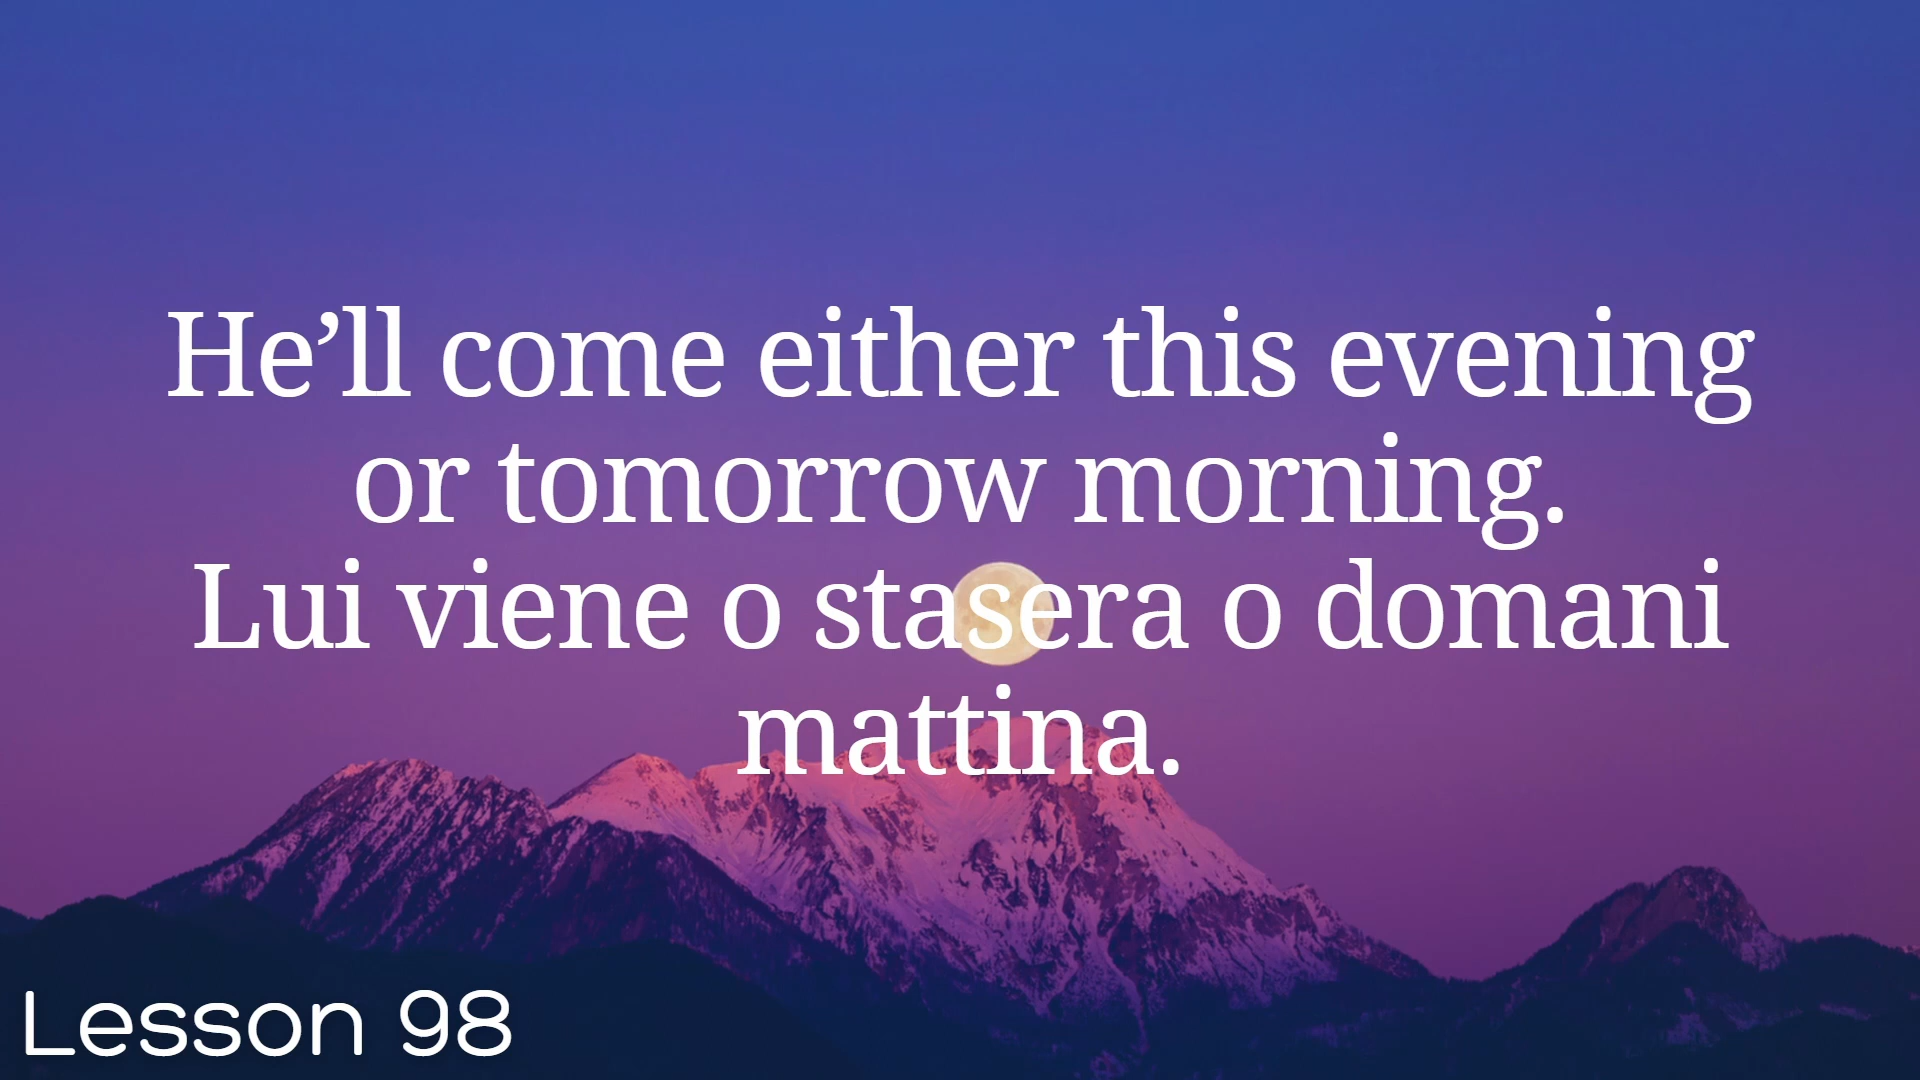 He’ll come either this evening
or tomorrow morning.
Lui viene o stasera o domani
mattina.
Lesson 98